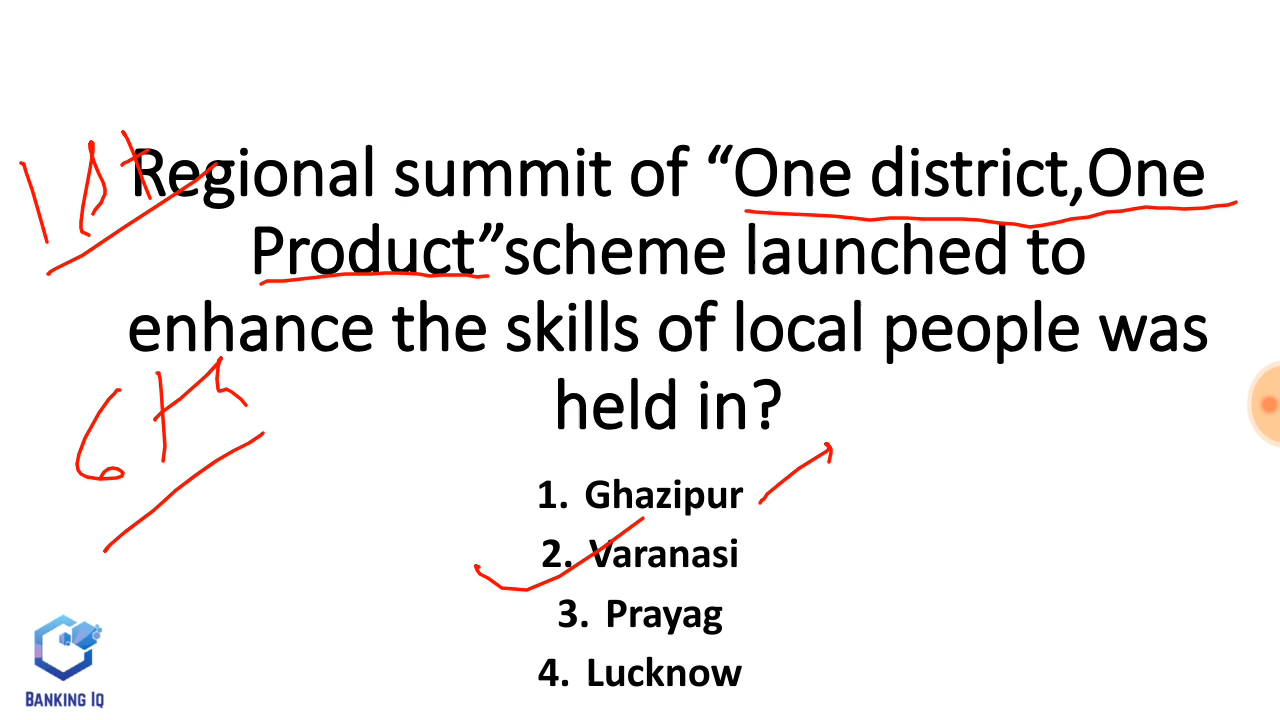 1st
Regional summit of “One district,One
Product”scheme launched to
enhance the skills of local people was
held in?
6th
1. Ghazipur
2. Varanasi
3. Prayag
4. Lucknow
BANKING IQ